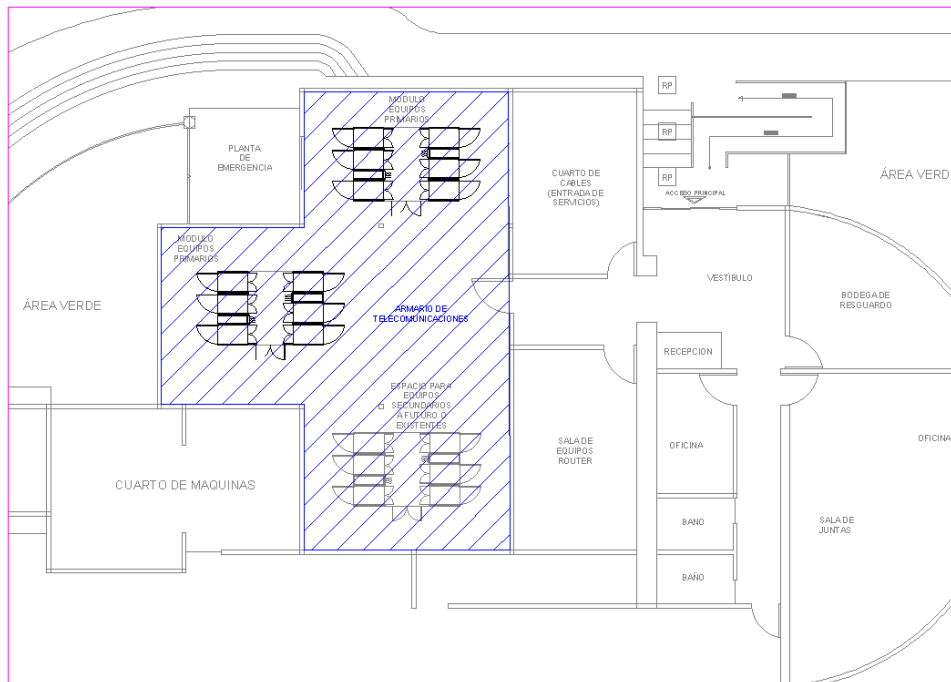 MODULO
EQUIPOS
PRIMARIOS
RP
RP
RP
PLANTA
DE
EMERGENCIA
CUARTO DE
CABLES
(ENTRADA DE
SERVICIOS)
ÁREA VERD
ACCESO PRINCIPAL
MODULO
EQUIPOS
PRIMARIOS
VESTÍBULO
ÁREA VERDE
BODEGA DE
RESGUARDO
ARMARIO DE
TELECOMUNICACIONES
RECEPCION
ESPACIO PARA
EQUIPOS
SECUNDARIOS
A FUTURO O
EXISTENTES
SALA DE
EQUIPOS
ROUTER
OFICINA
OFICINA
CUARTO DE MAQUINAS
BANO
SALA DE
JUNTAS
BAÑO